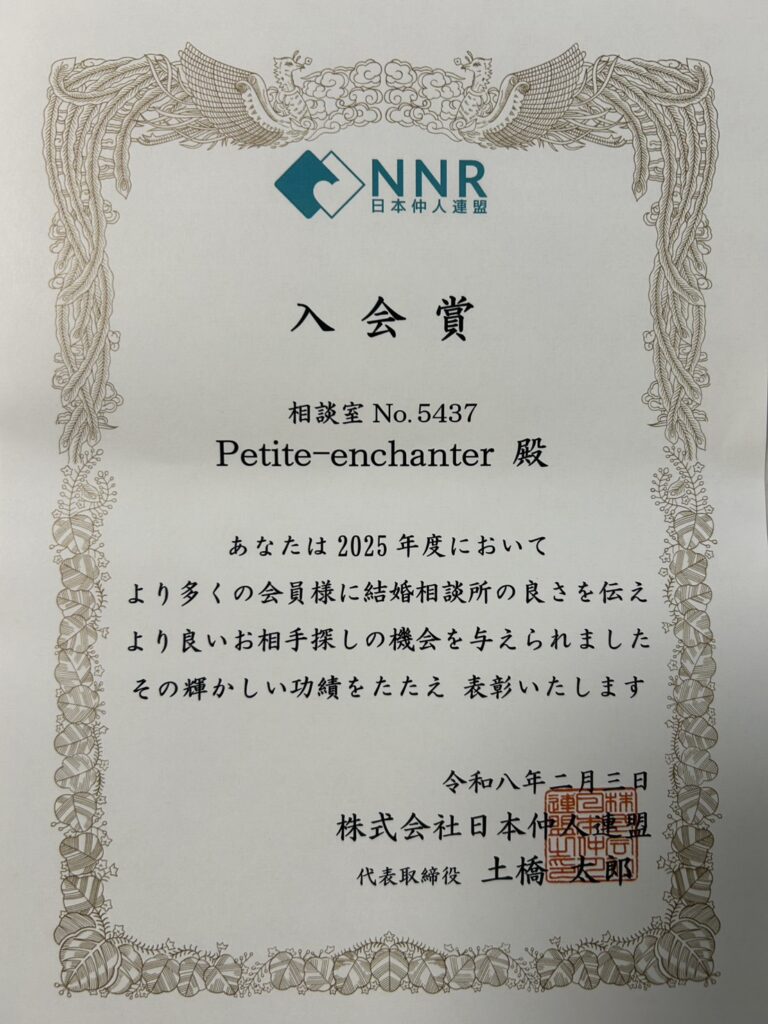 NNR
日本仲人連盟
入会賞
相談室 No.5437
Petite-enchanter 殿
あなたは2025年度において
より多くの会員様に結婚相談所の良さを伝え
より良いお相手探しの機会を与えられました
その輝かしい功績をたたえ 表彰いたします
令和八年二月三日
株式会社日本仲人連盟
代表取締役 土橋 太郎